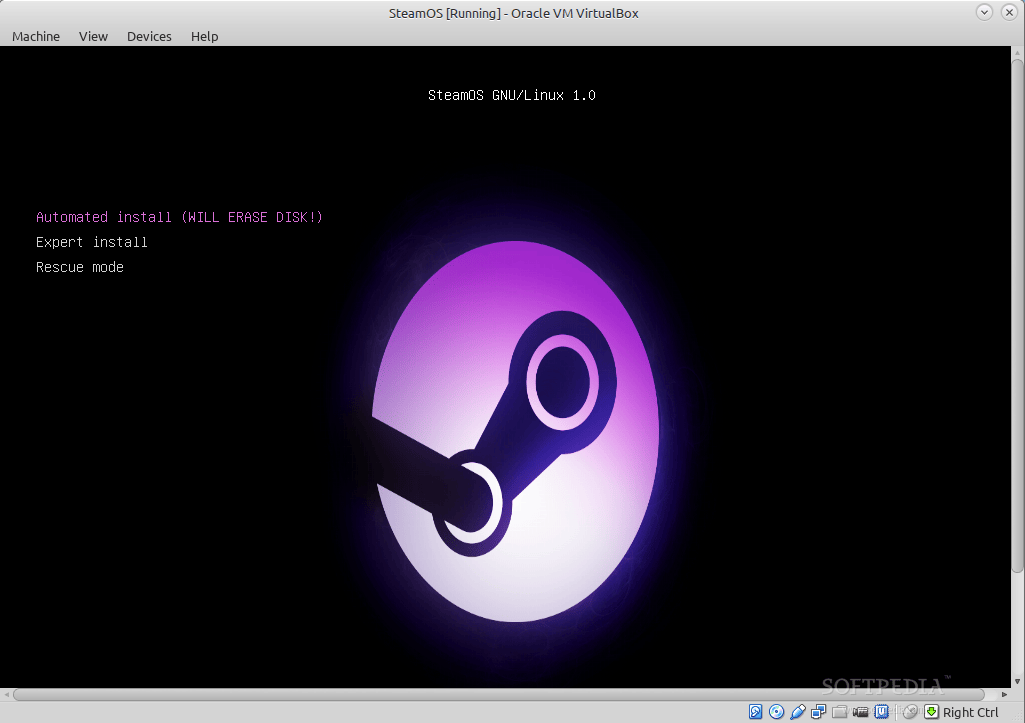 SteamOS [Running] - Oracle VM VirtualBox
Machine View Devices Help
SteamOS GNU/Linux 1.0
Automated install (WILL ERASE DISK!)
Expert install
Rescue mode
SOFTPEDIA™
Right Ctrl